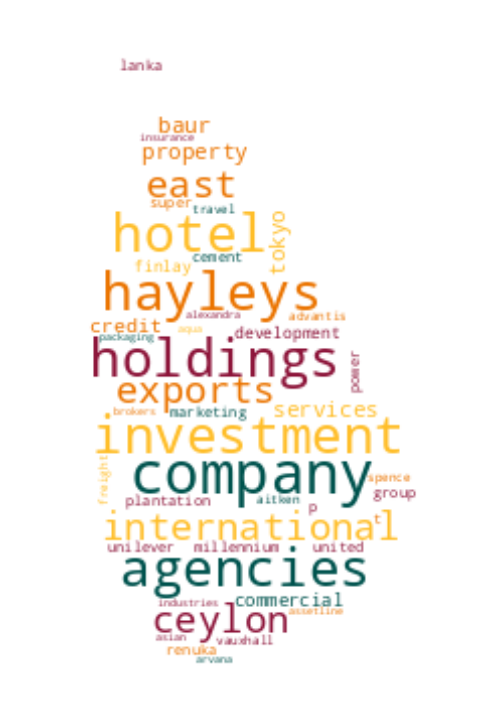 lanka
baur
insurance
property
east
super
travel
hotel
tokyo
cement
finlay
hayleys
alexandra
advantis
credit
aqua
development
packaging
holdings
power
exports
brokers
marketing
services
investment
company
spence
freight
group
plantation
aitken
p
international
t
unilever
millennium
united
agencies
industries
commercial
assetline
ceylon
asian
vauxhall
renuka
arvana